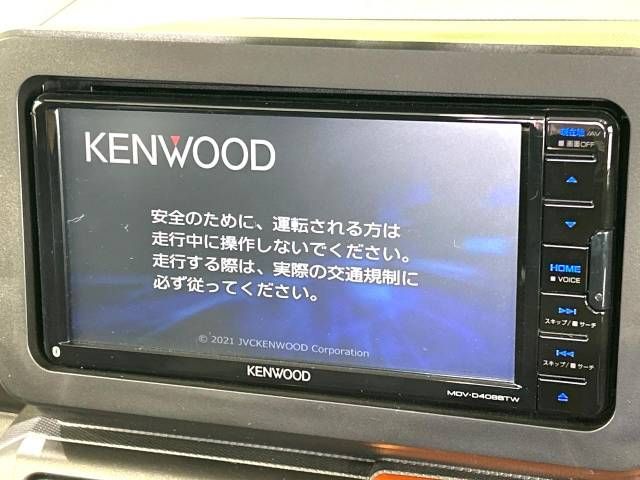 KENWOOD
安全のために、運転される方は
走行中に操作しないでください。
走行する際は、実際の交通規制に
必ず従ってください。
© 2021 JVCKENWOOD Corporation
KENWOOD
MDV-D408BTW
現在地/AV
■ 画面OFF
HOME
■ VOICE
スキップ/■ サーチ
スキップ/■ サーチ